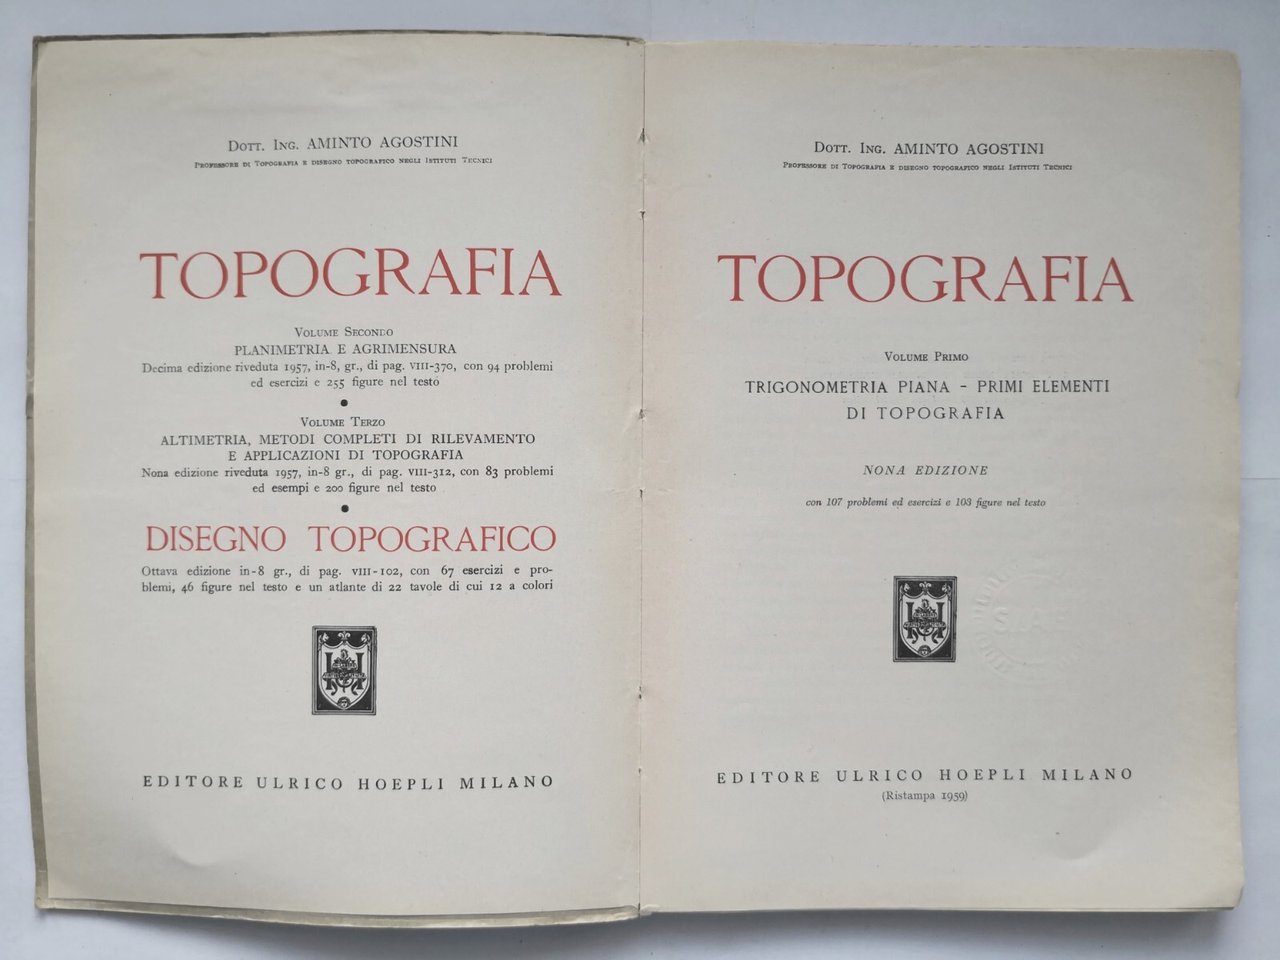 Dott. Ing. AMINTO AGOSTINI
Professore di Topografia e disegno topografico negli Istituti Tecnici
TOPOGRAFIA
Volume Secondo
PLANIMETRIA E AGRIMENSURA
Decima edizione riveduta 1957, in-8, gr., di pag. VIII-370, con 94 problemi
ed esercizi e 255 figure nel testo
Volume Terzo
ALTIMETRIA, METODI COMPLETI DI RILEVAMENTO
E APPLICAZIONI DI TOPOGRAFIA
Nona edizione riveduta 1957, in-8 gr., di pag. VIII-312, con 83 problemi
ed esempi e 200 figure nel testo
DISEGNO TOPOGRAFICO
Ottava edizione in-8 gr., di pag. VIII-102, con 67 esercizi e pro-
blemi, 46 figure nel testo e un atlante di 22 tavole di cui 12 a colori
EDITORE ULRICO HOEPLI MILANO
Dott. Ing. AMINTO AGOSTINI
Professore di Topografia e disegno topografico negli Istituti Tecnici
TOPOGRAFIA
Volume Primo
TRIGONOMETRIA PIANA - PRIMI ELEMENTI
DI TOPOGRAFIA
NONA EDIZIONE
con 107 problemi ed esercizi e 103 figure nel testo
EDITORE ULRICO HOEPLI MILANO
(Ristampa 1959)